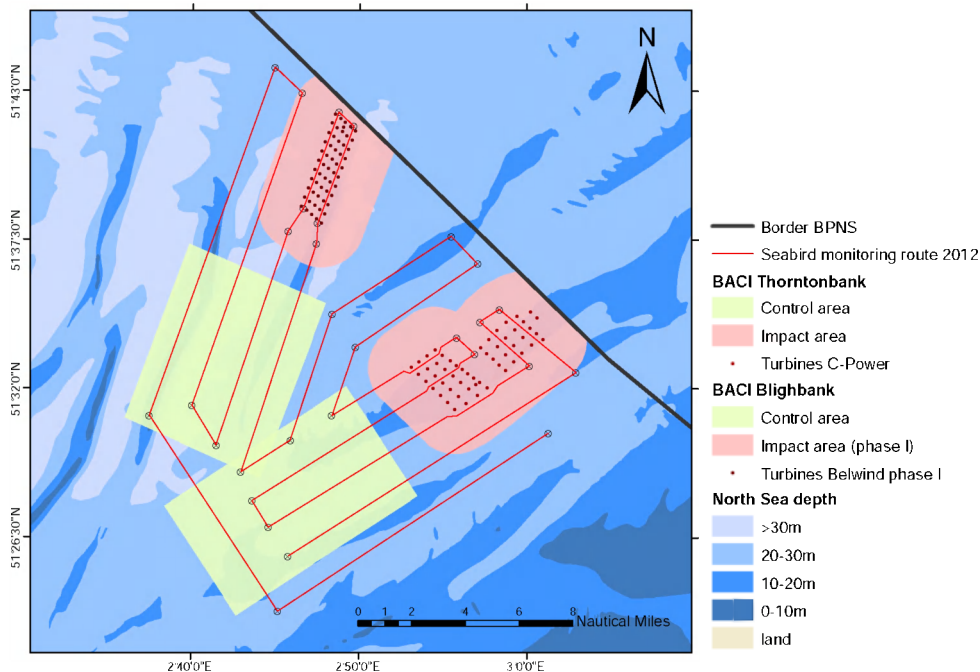 N
51°43'0"N
51°37'30"N
51°32'0"N
51°26'30"N
2°40'0"E
2°50'0"E
3°0'0"E
0 1 2 4 6 8
Nautical Miles
Border BPNS
Seabird monitoring route 2012
BACI Thorntonbank
Control area
Impact area
Turbines C-Power
BACI Blighbank
Control area
Impact area (phase I)
Turbines Belwind phase I
North Sea depth
>30m
20-30m
10-20m
0-10m
land